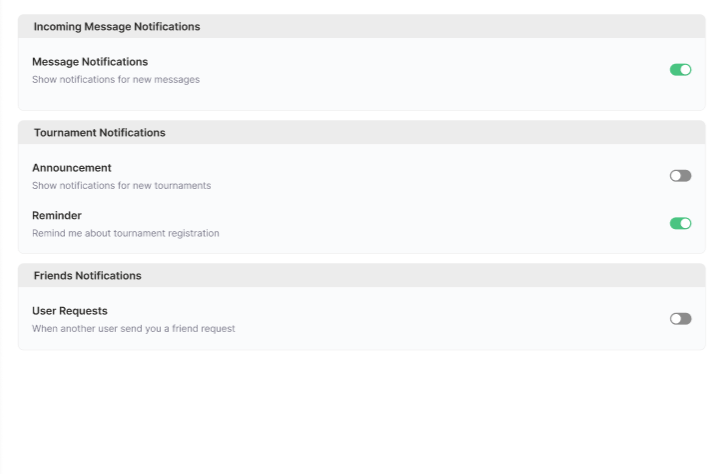 Incoming Message Notifications
Message Notifications
Show notifications for new messages
Tournament Notifications
Announcement
Show notifications for new tournaments
Reminder
Remind me about tournament registration
Friends Notifications
User Requests
When another user send you a friend request